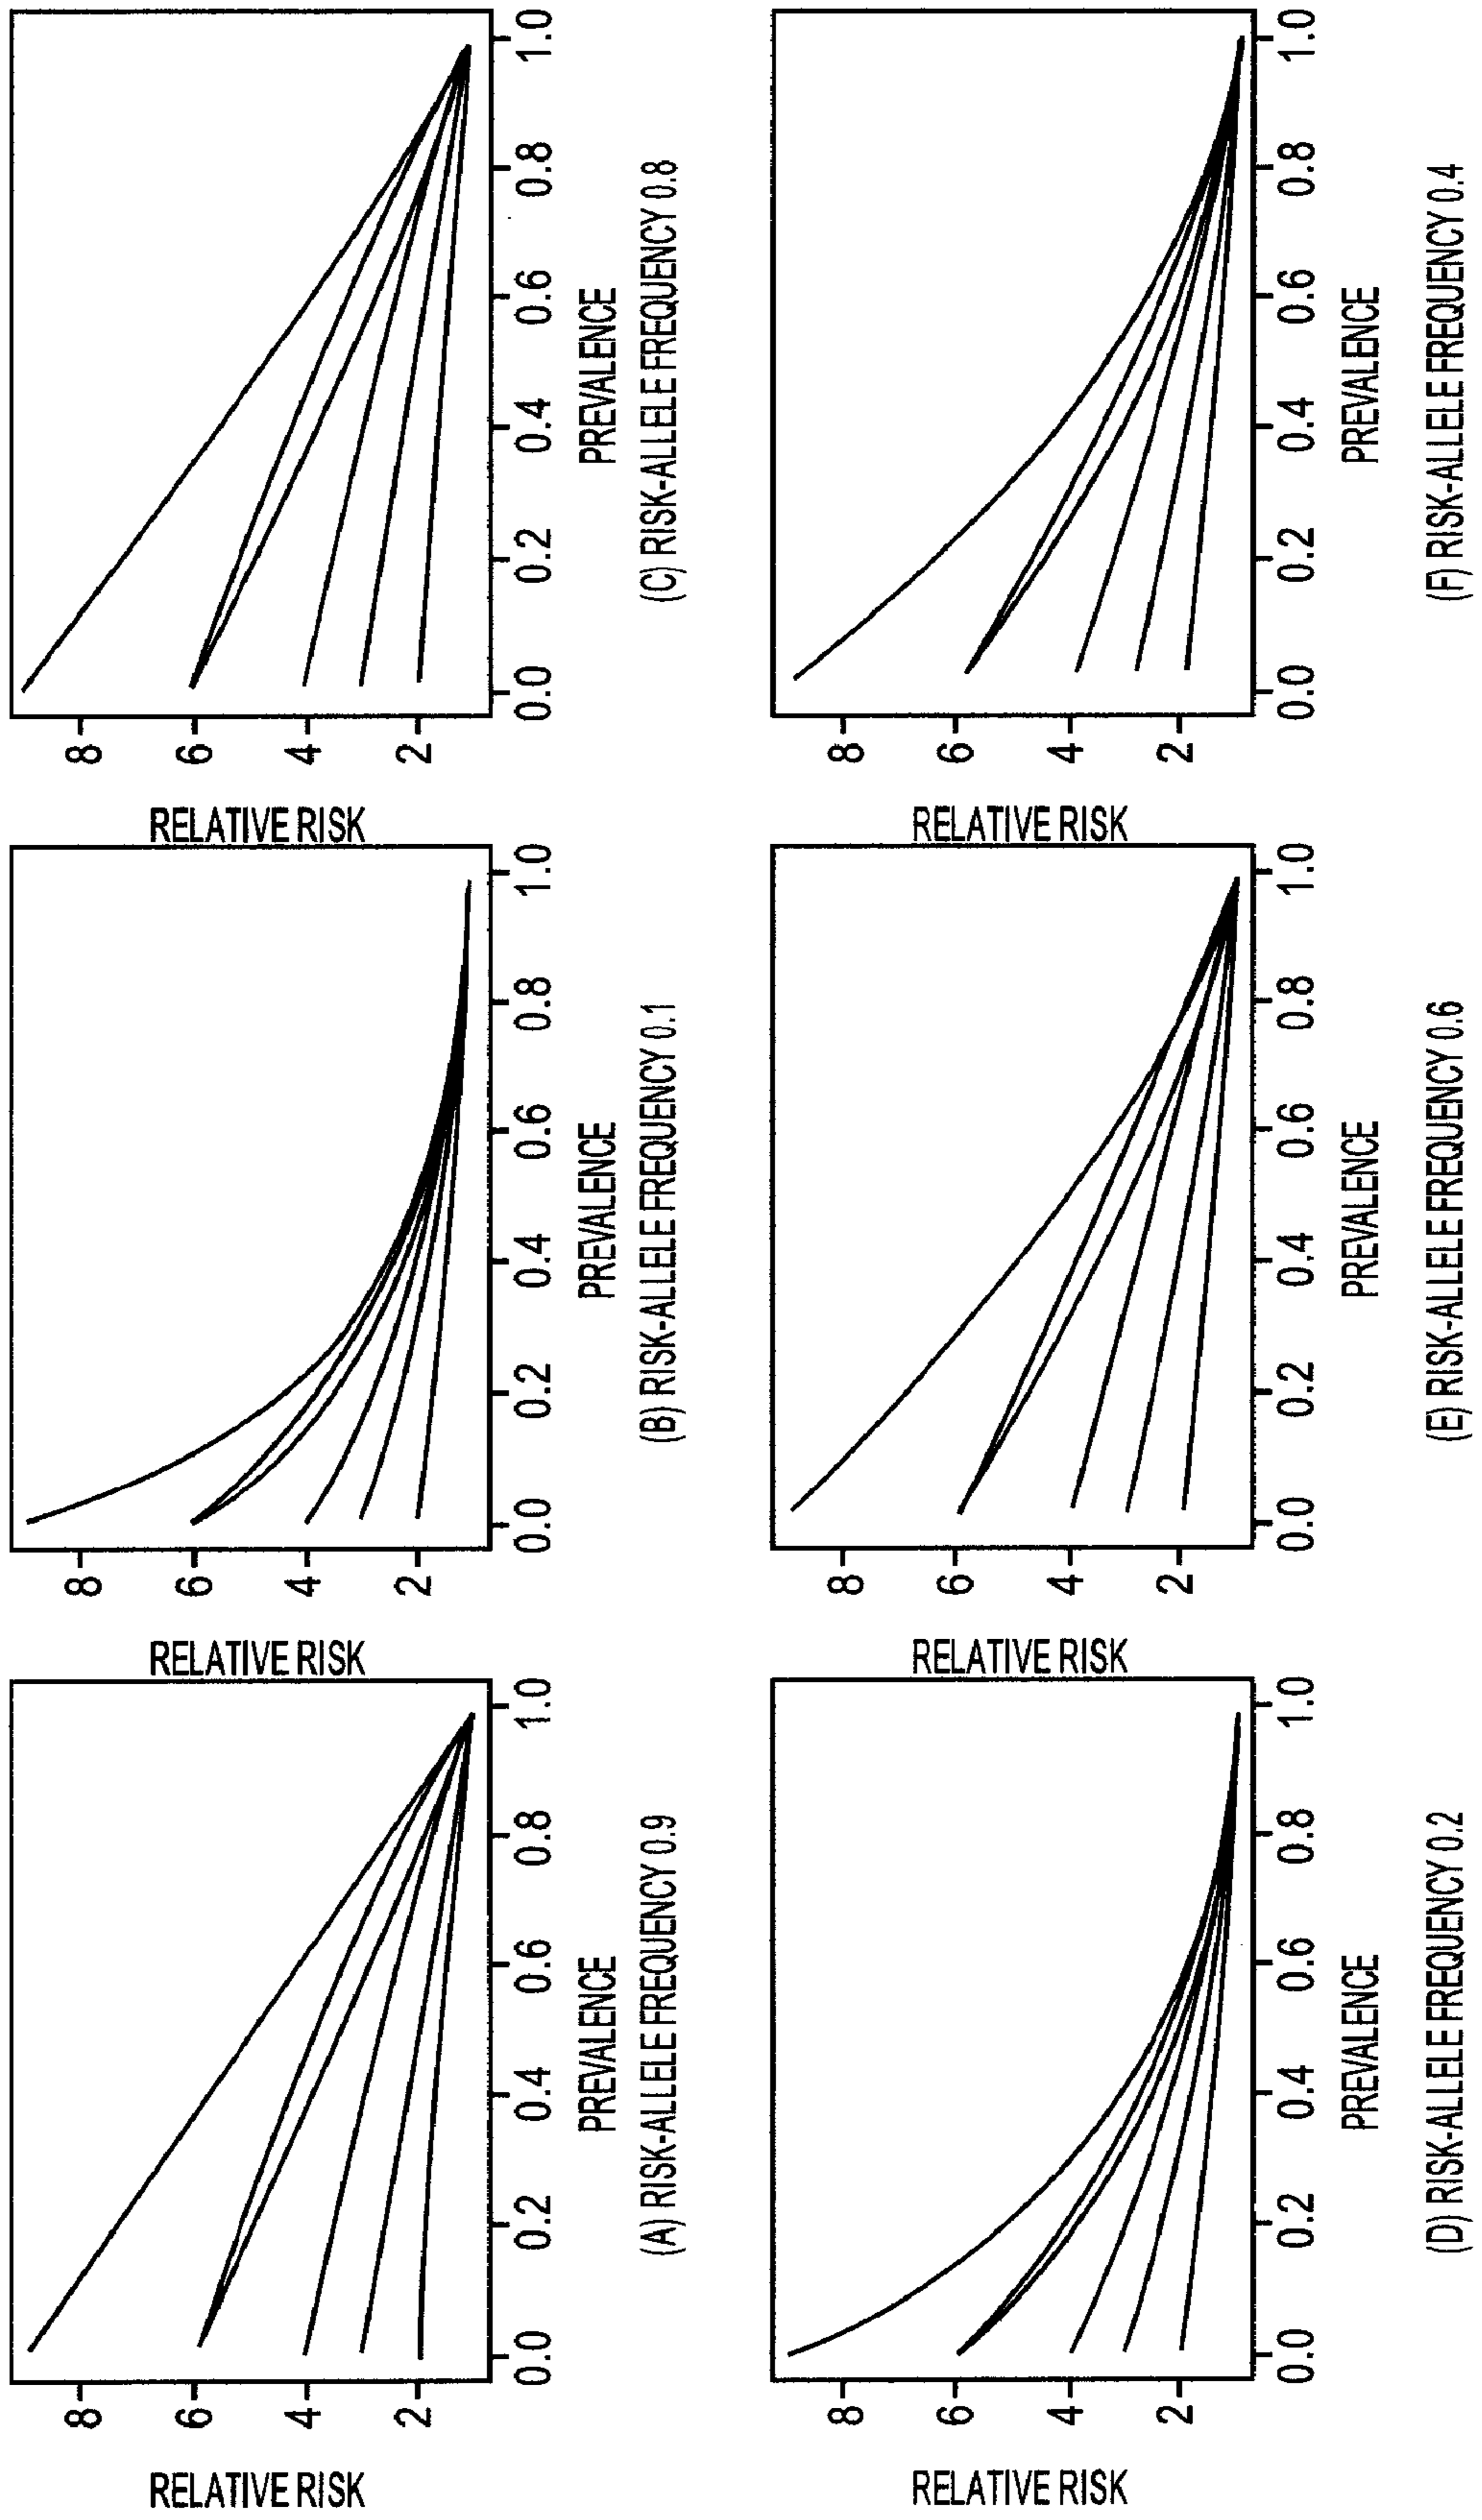 RELATIVE RISK
8
6
4
2
0.0 0.2 0.4 0.6 0.8 1.0
PREVALENCE
(A) RISK-ALLELE FREQUENCY 0.9
RELATIVE RISK
8
6
4
2
0.0 0.2 0.4 0.6 0.8 1.0
PREVALENCE
(B) RISK-ALLELE FREQUENCY 0.1
RELATIVE RISK
8
6
4
2
0.0 0.2 0.4 0.6 0.8 1.0
PREVALENCE
(C) RISK-ALLELE FREQUENCY 0.8
RELATIVE RISK
8
6
4
2
0.0 0.2 0.4 0.6 0.8 1.0
PREVALENCE
(D) RISK-ALLELE FREQUENCY 0.2
RELATIVE RISK
8
6
4
2
0.0 0.2 0.4 0.6 0.8 1.0
PREVALENCE
(E) RISK-ALLELE FREQUENCY 0.6
RELATIVE RISK
8
6
4
2
0.0 0.2 0.4 0.6 0.8 1.0
PREVALENCE
(F) RISK-ALLELE FREQUENCY 0.4